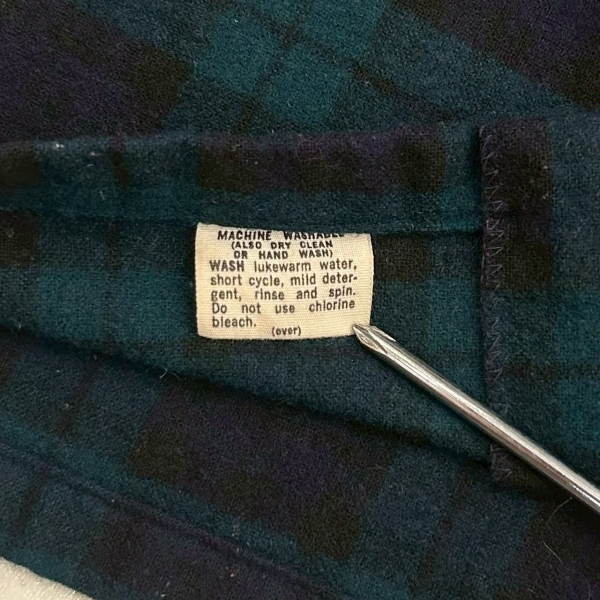 MACHINE WASHABLE
(ALSO DRY CLEAN
OR HAND WASH)
WASH lukewarm water,
short cycle, mild deter-
gent, rinse and spin.
Do not use chlorine
bleach.
(over)